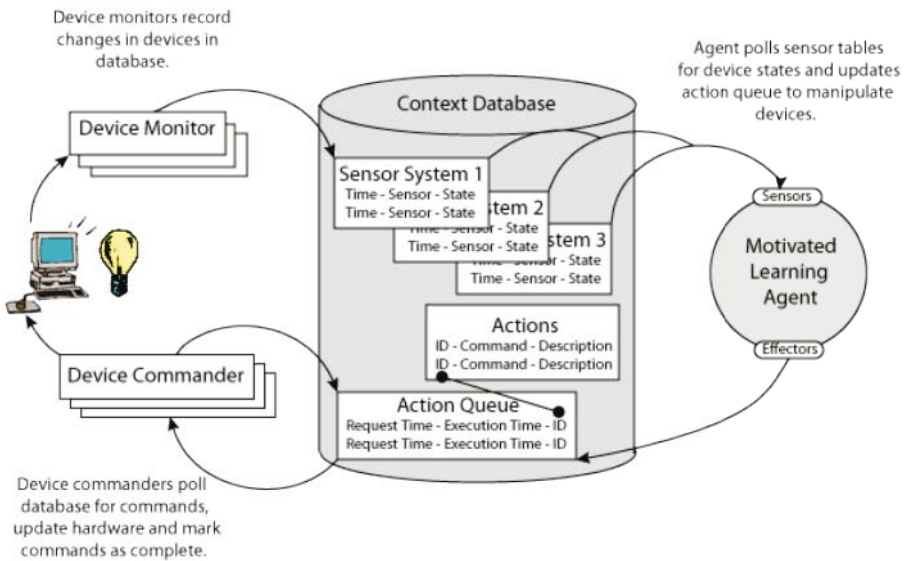 Device monitors record
changes in devices in
database.
Agent polls sensor tables
for device states and updates
action queue to manipulate
devices.
Context Database
Device Monitor
Sensor System 1
Time - Sensor - State
Time - Sensor - State
stem 2
Sensor - State
Time - Sensor - State
stem 3
Sensor - State
Time - Sensor - State
Sensors
Motivated
Learning
Agent
Effectors
Actions
ID - Command - Description
ID - Command - Description
Device Commander
Action Queue
Request Time - Execution Time - ID
Request Time - Execution Time - ID
Device commanders poll
database for commands,
update hardware and mark
commands as complete.